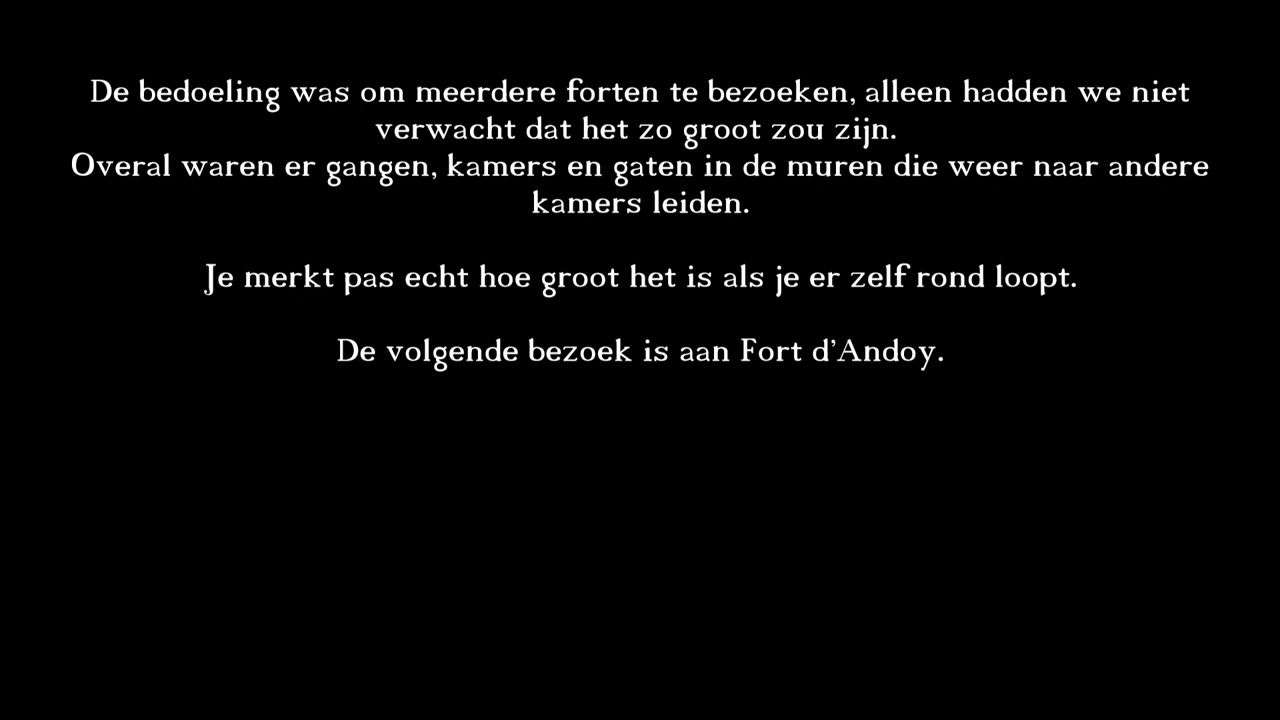 De bedoeling was om meerdere forten te bezoeken, alleen hadden we niet
verwacht dat het zo groot zou zijn.
Overal waren er gangen, kamers en gaten in de muren die weer naar andere
kamers leiden.
Je merkt pas echt hoe groot het is als je er zelf rond loopt.
De volgende bezoek is aan Fort d'Andoy.